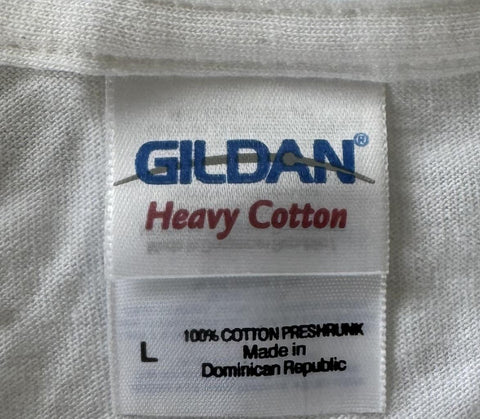 GILDAN®
Heavy Cotton
L
100% COTTON PRESHRUNK
Made in
Dominican Republic